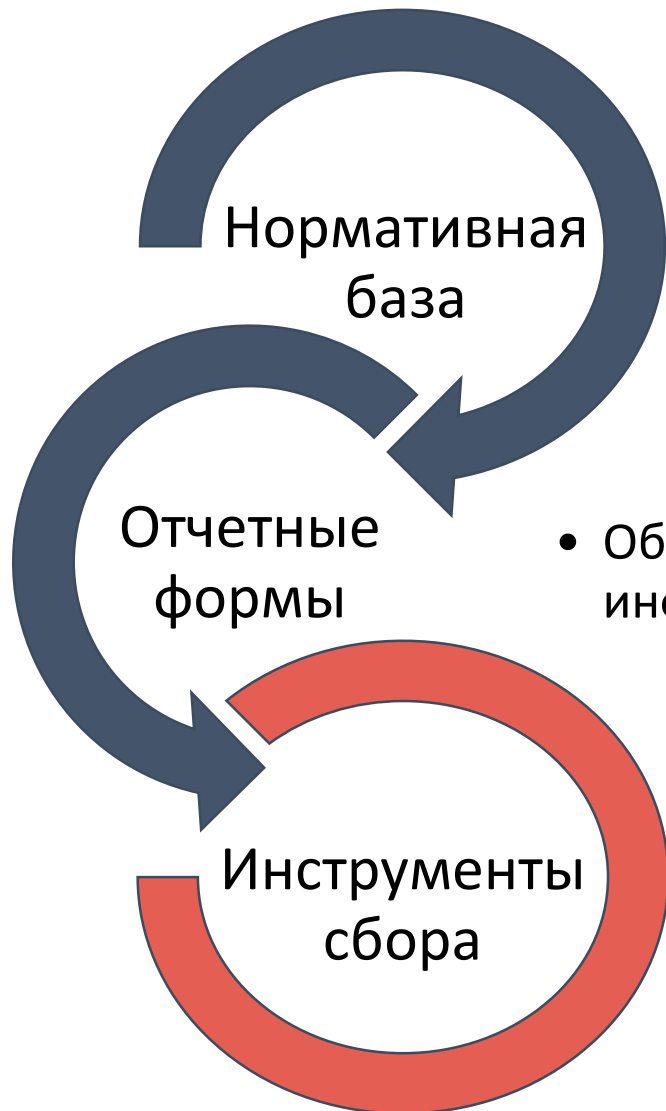 Нормативная
база
Отчетные
формы
Инструменты
сбора